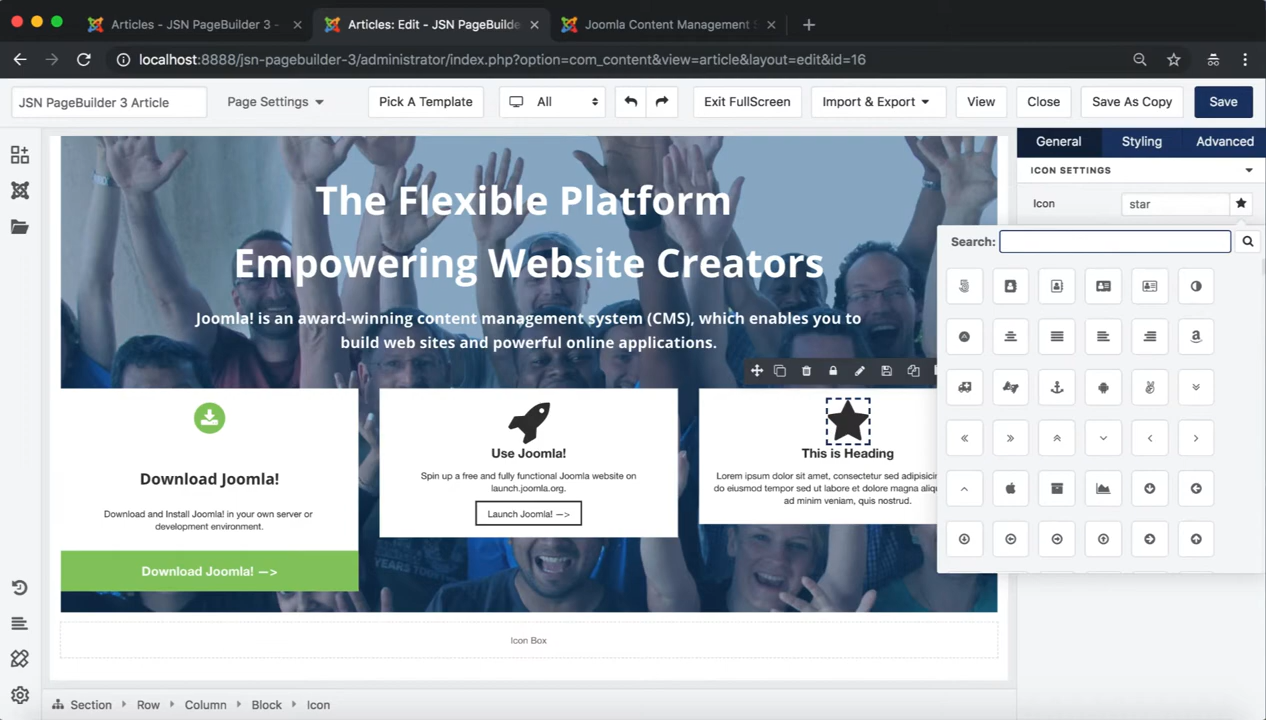 Articles - JSN PageBuilder 3 -
Articles: Edit - JSN PageBuilde
Joomla Content Management S
localhost:8888/jsn-pagebuilder-3/administrator/index.php?option=com_content&view=article&layout=edit&id=16
JSN PageBuilder 3 Article
Page Settings
Pick A Template
All
Exit FullScreen
Import & Export
View
Close
Save As Copy
Save
General
Styling
Advanced
ICON SETTINGS
Icon
star
Search:
The Flexible Platform
Empowering Website Creators
Joomla! is an award-winning content management system (CMS), which enables you to
build web sites and powerful online applications.
Download Joomla!
Download and Install Joomla! in your own server or
development environment.
Download Joomla! —>
Use Joomla!
Spin up a free and fully functional Joomla website on
launch.joomla.org.
Launch Joomla! —>
This is Heading
Lorem ipsum dolor sit amet, consectetur sed adipisicin
do eiusmod tempor sed ut labore et dolore magna aliqu
ad minim veniam, quis nostrud.
Icon Box
Section
Row
Column
Block
Icon